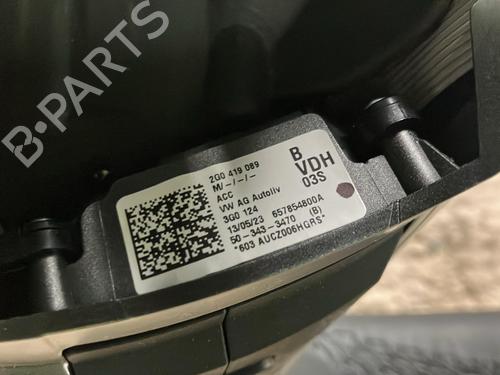 2G0 419 089
M/-/-/-
ACC
VW AG Autoliv
3G0 124
13/05/23 657854800A
50-343-3470 (B)
*603 AUCZ006HQRS*
B
VDH
03S
B-PARTS